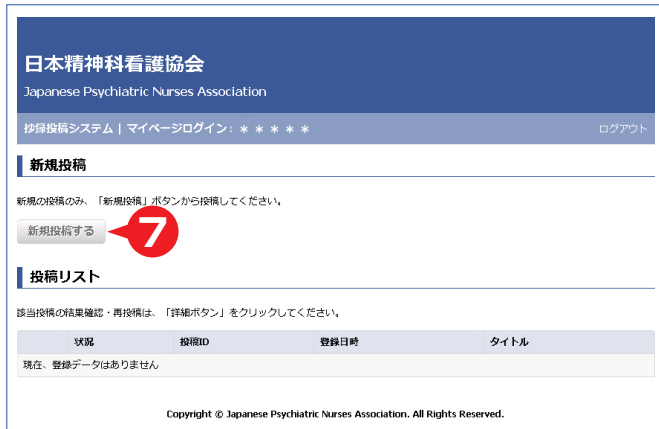 日本精神科看護協会
Japanese Psychiatric Nurses Association
抄録投稿システム | マイページログイン： ＊ ＊ ＊ ＊ ＊ ログアウト
新規投稿
新規の投稿のみ、「新規投稿」ボタンから投稿してください。
新規投稿する 7
投稿リスト
該当投稿の結果確認・再投稿は、「詳細ボタン」をクリックしてください。
状況 投稿ID 登録日時 タイトル
現在、登録データはありません
Copyright © Japanese Psychiatric Nurses Association. All Rights Reserved.